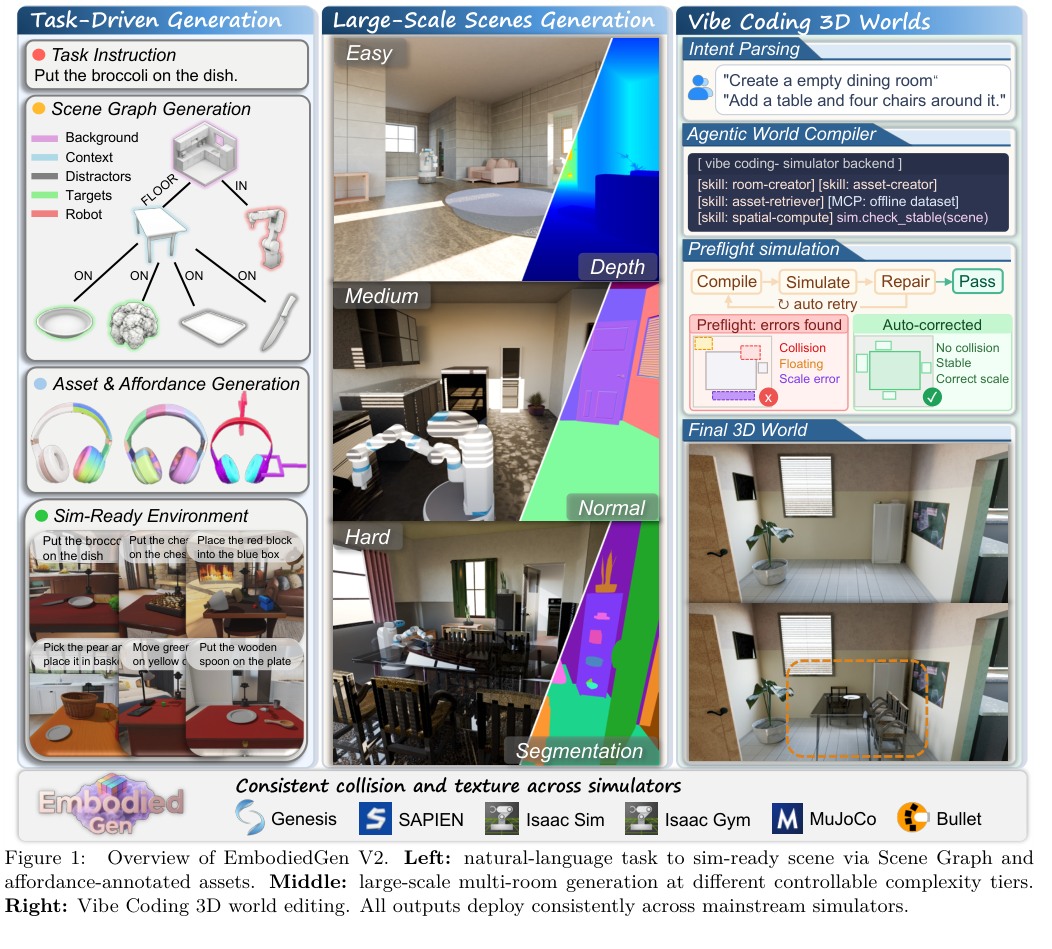 Task-Driven Generation
Task Instruction
Put the broccoli on the dish.
Scene Graph Generation
Background
Context
Distractors
Targets
Robot
FLOOR
IN
ON
ON
ON
ON
Asset & Affordance Generation
Sim-Ready Environment
Put the brocc
on the dish
Put the che
on the ches
Place the red block
into the blue box
Pick the pear an
place it in bask
Move green
on yellow
Put the wooden
spoon on the plate
Large-Scale Scenes Generation
Easy
Depth
Medium
Normal
Hard
Segmentation
Vibe Coding 3D Worlds
Intent Parsing
"Create a empty dining room"
"Add a table and four chairs around it."
Agentic World Compiler
[ vibe coding- simulator backend ]
[skill: room-creator] [skill: asset-creator]
[skill: asset-retriever] [MCP: offline dataset]
[skill: spatial-compute] sim.check_stable(scene)
Preflight simulation
Compile
Simulate
Repair
Pass
↻ auto retry
Preflight: errors found
Collision
Floating
Scale error
x
Auto-corrected
No collision
Stable
Correct scale
✓
Final 3D World
Embodied
Gen
Consistent collision and texture across simulators
Genesis
S
SAPIEN
Isaac Sim
Isaac Gym
M
MuJoCo
Bullet
Figure 1: Overview of EmbodiedGen V2. Left: natural-language task to sim-ready scene via Scene Graph and
affordance-annotated assets. Middle: large-scale multi-room generation at different controllable complexity tiers.
Right: Vibe Coding 3D world editing. All outputs deploy consistently across mainstream simulators.